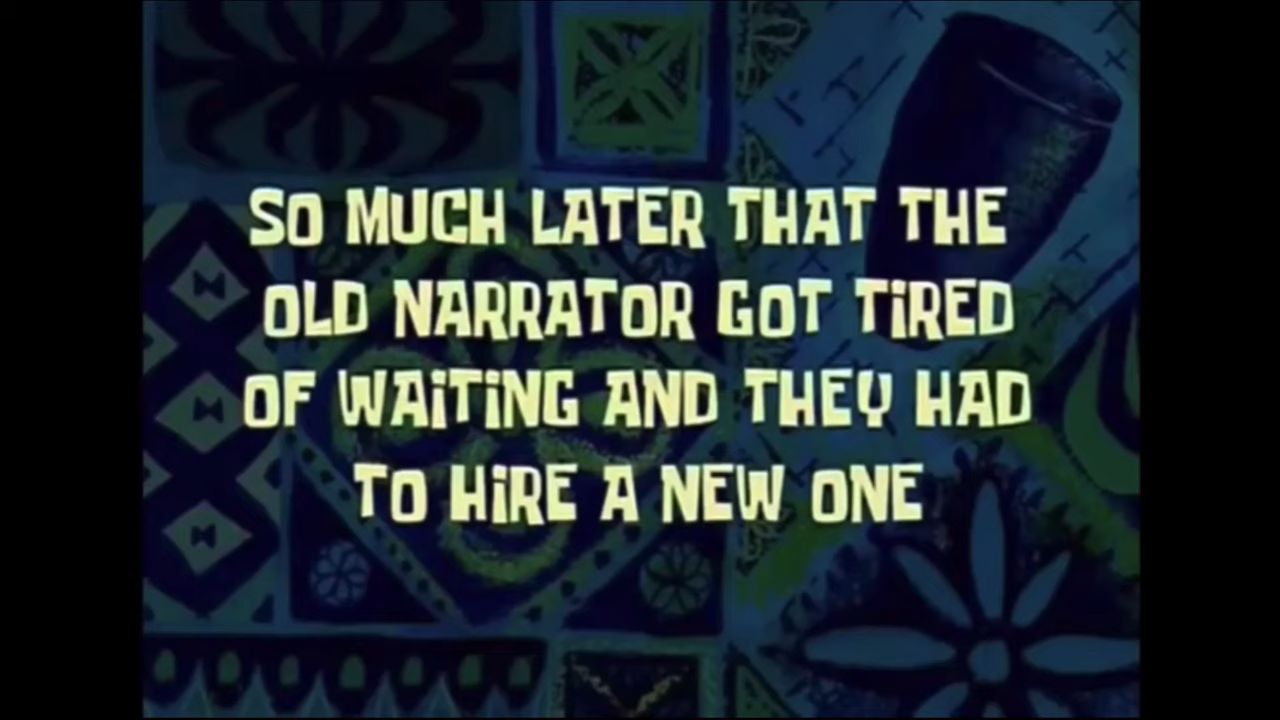 SO MUCH LATER THAT THE
OLD NARRATOR GOT TiRED
OF WAiTiNG AND THEY HAD
TO HiRE A NEW ONE